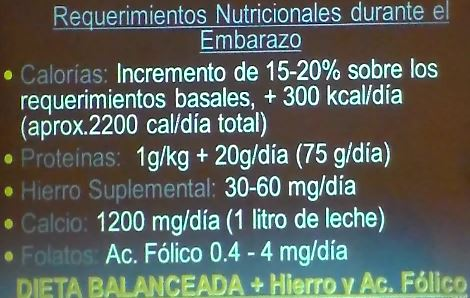 Requerimientos Nutricionales durante el
Embarazo
• Calorías: Incremento de 15-20% sobre los
requerimientos basales, + 300 kcal/día
(aprox.2200 cal/día total)
• Proteínas: 1g/kg + 20g/día (75 g/día)
• Hierro Suplemental: 30-60 mg/día
• Calcio: 1200 mg/día (1 litro de leche)
• Folatos: Ac. Fólico 0.4 - 4 mg/día
DIETA BALANCEADA + Hierro y Ac. Fólico